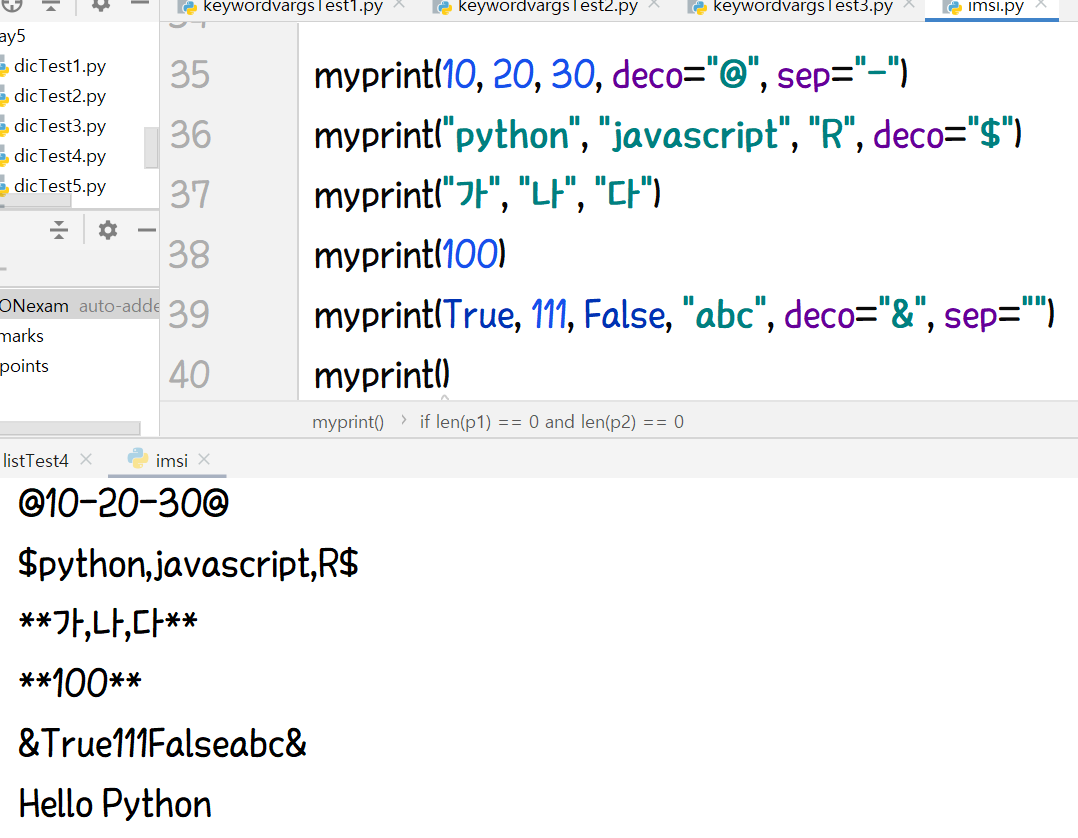 keywordvargsTest1.py
keywordvargsTest2.py
keywordvargsTest3.py
imsi.py
ay5
dicTest1.py
dicTest2.py
dicTest3.py
dicTest4.py
dicTest5.py
ONexam auto-adde
marks
points
35 myprint(10, 20, 30, deco="@", sep="-")
36 myprint("python", "javascript", "R", deco="$")
37 myprint("가", "나", "다")
38 myprint(100)
39 myprint(True, 111, False, "abc", deco="&", sep="")
40 myprint()
myprint() › if len(p1) == 0 and len(p2) == 0
listTest4
imsi
@10-20-30@
$python,javascript,R$
**가,나,다**
**100**
&True111Falseabc&
Hello Python